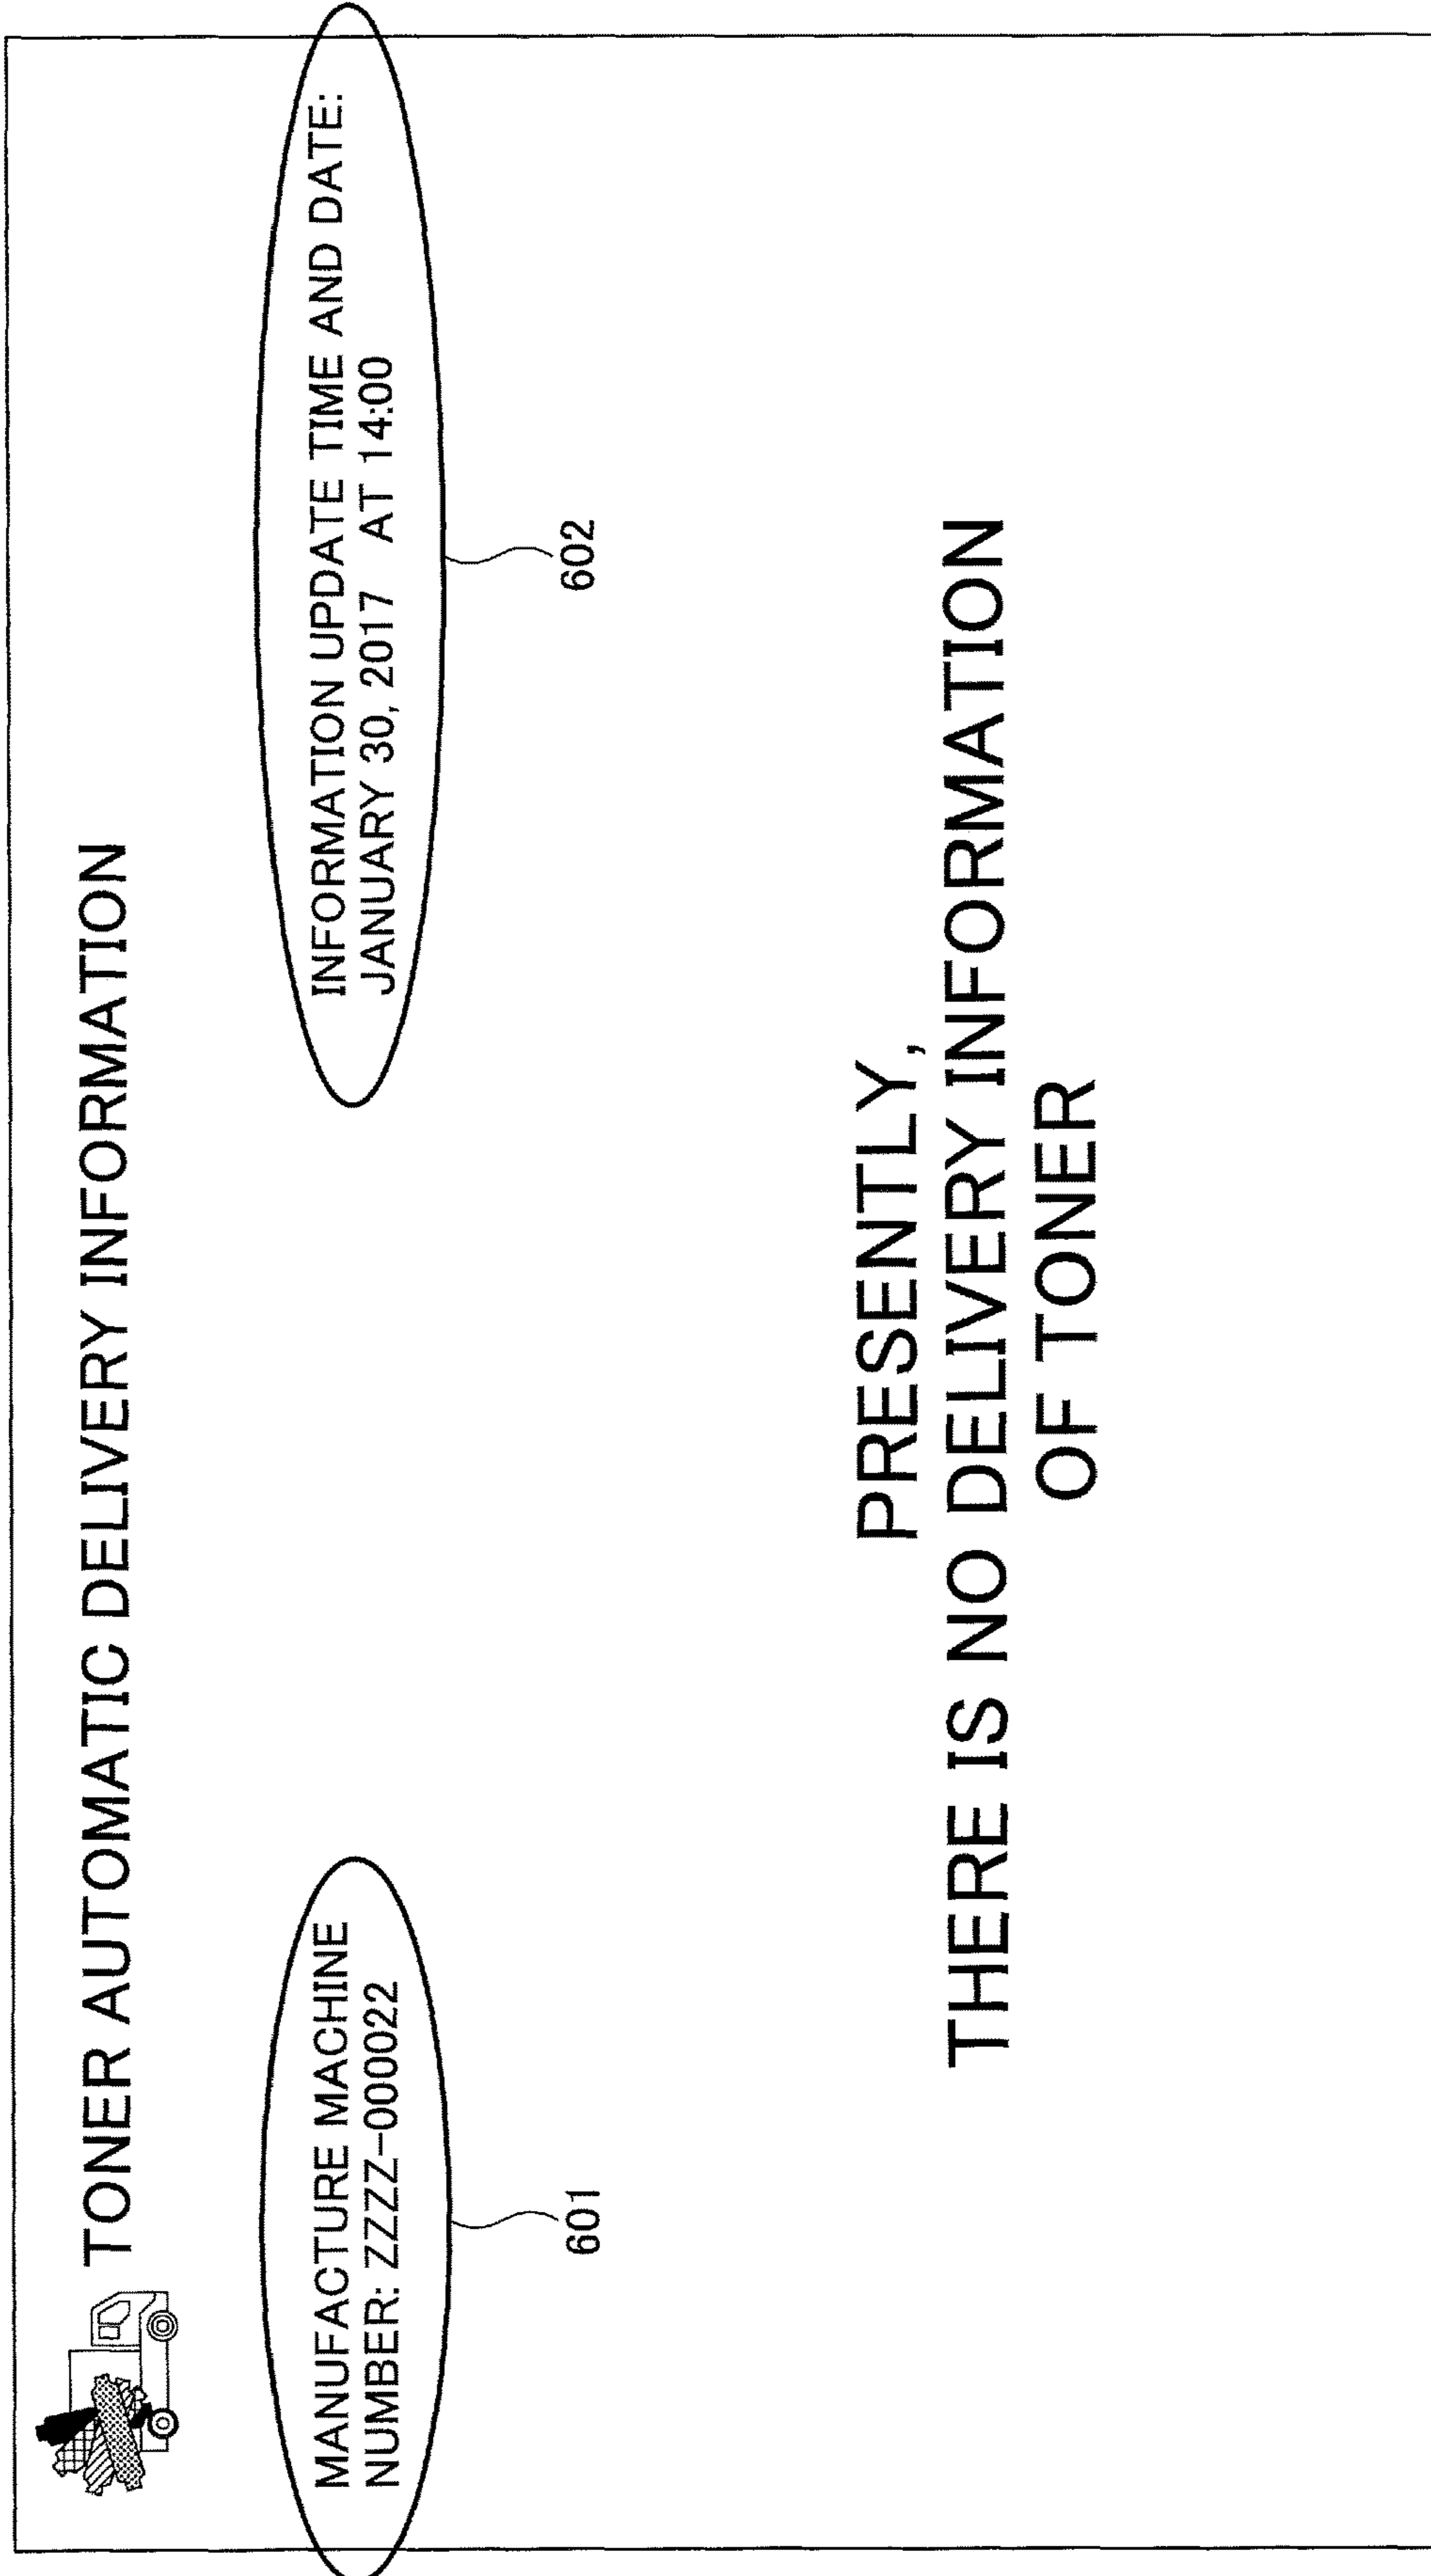 TONER AUTOMATIC DELIVERY INFORMATION
MANUFACTURE MACHINE
NUMBER: ZZZZ-000022
601
INFORMATION UPDATE TIME AND DATE:
JANUARY 30, 2017 AT 14:00
602
PRESENTLY,
THERE IS NO DELIVERY INFORMATION
OF TONER